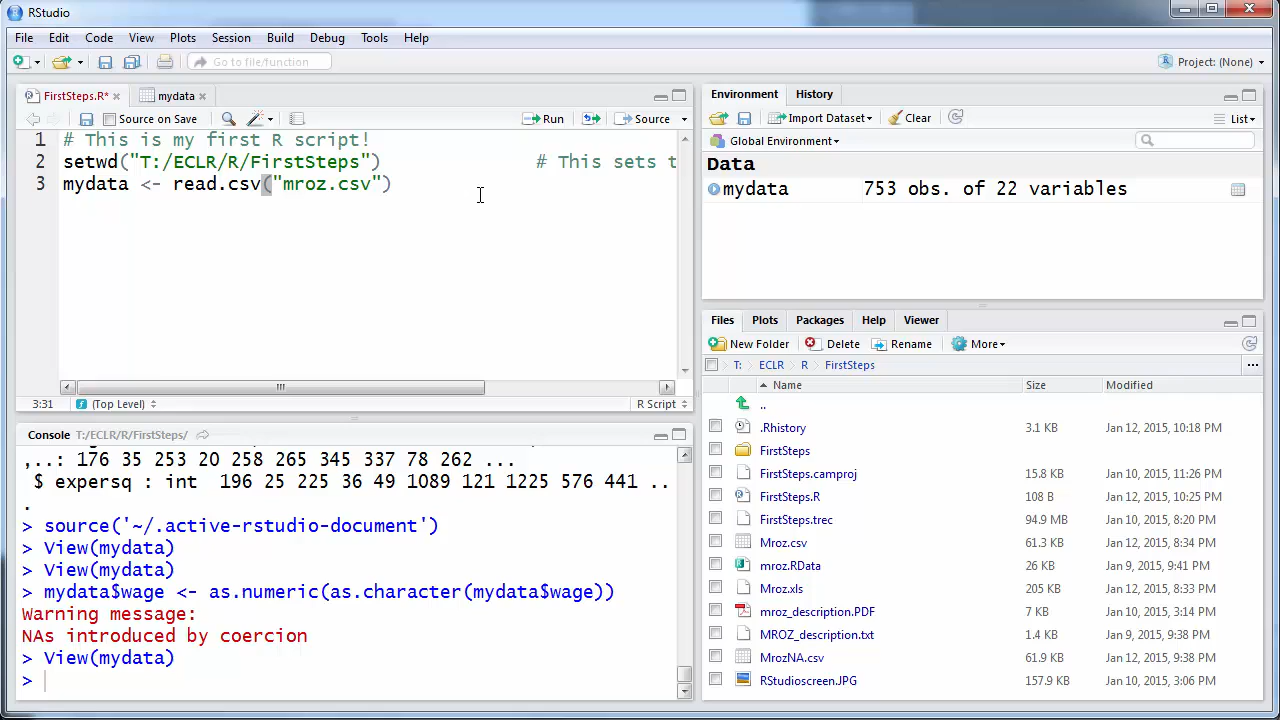 RStudio
File Edit Code View Plots Session Build Debug Tools Help
Go to file/function
Project: (None)
FirstSteps.R*
mydata
Source on Save
Run
Source
1 # This is my first R script!
2 setwd("T:/ECLR/R/FirstSteps") # This sets t
3 mydata <- read.csv("mroz.csv")
3:31
(Top Level)
R Script
Console T:/ECLR/R/FirstSteps/
,..: 176 35 253 20 258 265 345 337 78 262 ...
$ expersq : int 196 25 225 36 49 1089 121 1225 576 441 ..
.
> source('~/.active-rstudio-document')
> View(mydata)
> View(mydata)
> mydata$wage <- as.numeric(as.character(mydata$wage))
Warning message:
NAs introduced by coercion
> View(mydata)
>
Environment History
Import Dataset
Clear
List
Global Environment
Data
mydata 753 obs. of 22 variables
Files Plots Packages Help Viewer
New Folder Delete Rename More
T: ECLR R FirstSteps
...
Name Size Modified
..
.Rhistory 3.1 KB Jan 12, 2015, 10:18 PM
FirstSteps
FirstSteps.camproj 15.8 KB Jan 10, 2015, 11:26 PM
FirstSteps.R 108 B Jan 12, 2015, 10:25 PM
FirstSteps.trec 94.9 MB Jan 10, 2015, 8:20 PM
Mroz.csv 61.3 KB Jan 12, 2015, 8:34 PM
mroz.RData 26 KB Jan 9, 2015, 9:41 PM
Mroz.xls 205 KB Jan 12, 2015, 8:33 PM
mroz_description.PDF 7 KB Jan 10, 2015, 3:14 PM
MROZ_description.txt 1.4 KB Jan 9, 2015, 9:38 PM
MrozNA.csv 61.9 KB Jan 12, 2015, 9:38 PM
RStudioscreen.JPG 157.9 KB Jan 10, 2015, 3:06 PM